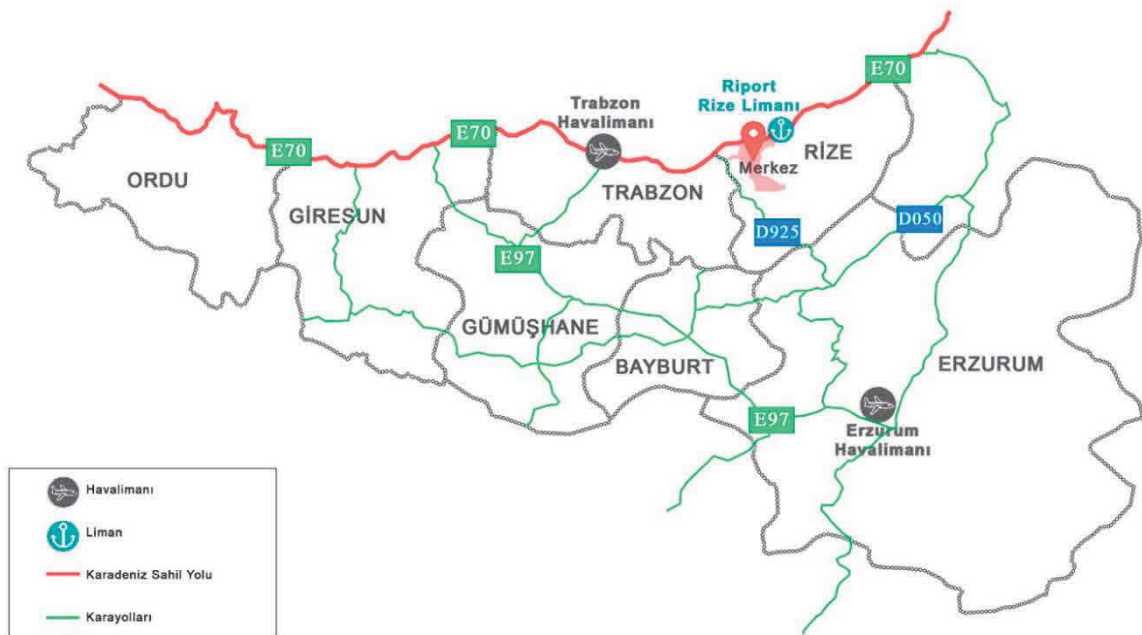 E70
Riport
Rize Limanı
Trabzon
Havalimanı
E70
E70
RİZE
Merkez
ORDU
TRABZON
GİRESUN
D050
D925
E97
GÜMÜŞHANE
BAYBURT
ERZURUM
E97
Erzurum
Havalimanı
Havalimanı
Liman
Karadeniz Sahil Yolu
Karayolları